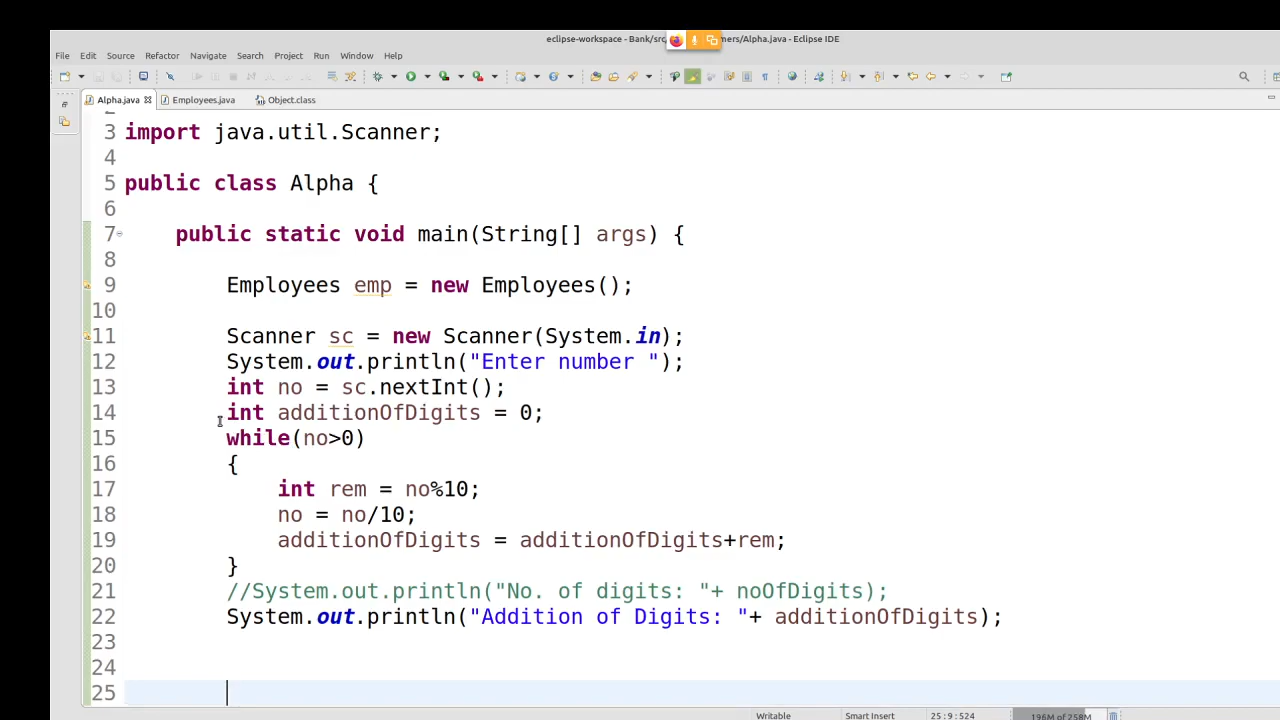 eclipse-workspace - Bank/src/ mers/Alpha.java - Eclipse IDE
File Edit Source Refactor Navigate Search Project Run Window Help
Alpha.java Employees.java Object.class
3 import java.util.Scanner;
4
5 public class Alpha {
6
7 public static void main(String[] args) {
8
9 Employees emp = new Employees();
10
11 Scanner sc = new Scanner(System.in);
12 System.out.println("Enter number ");
13 int no = sc.nextInt();
14 int additionOfDigits = 0;
15 while(no>0)
16 {
17 int rem = no%10;
18 no = no/10;
19 additionOfDigits = additionOfDigits+rem;
20 }
21 //System.out.println("No. of digits: "+ noOfDigits);
22 System.out.println("Addition of Digits: "+ additionOfDigits);
23
24
25
Writable Smart Insert 25 : 9 : 524 196M of 258M